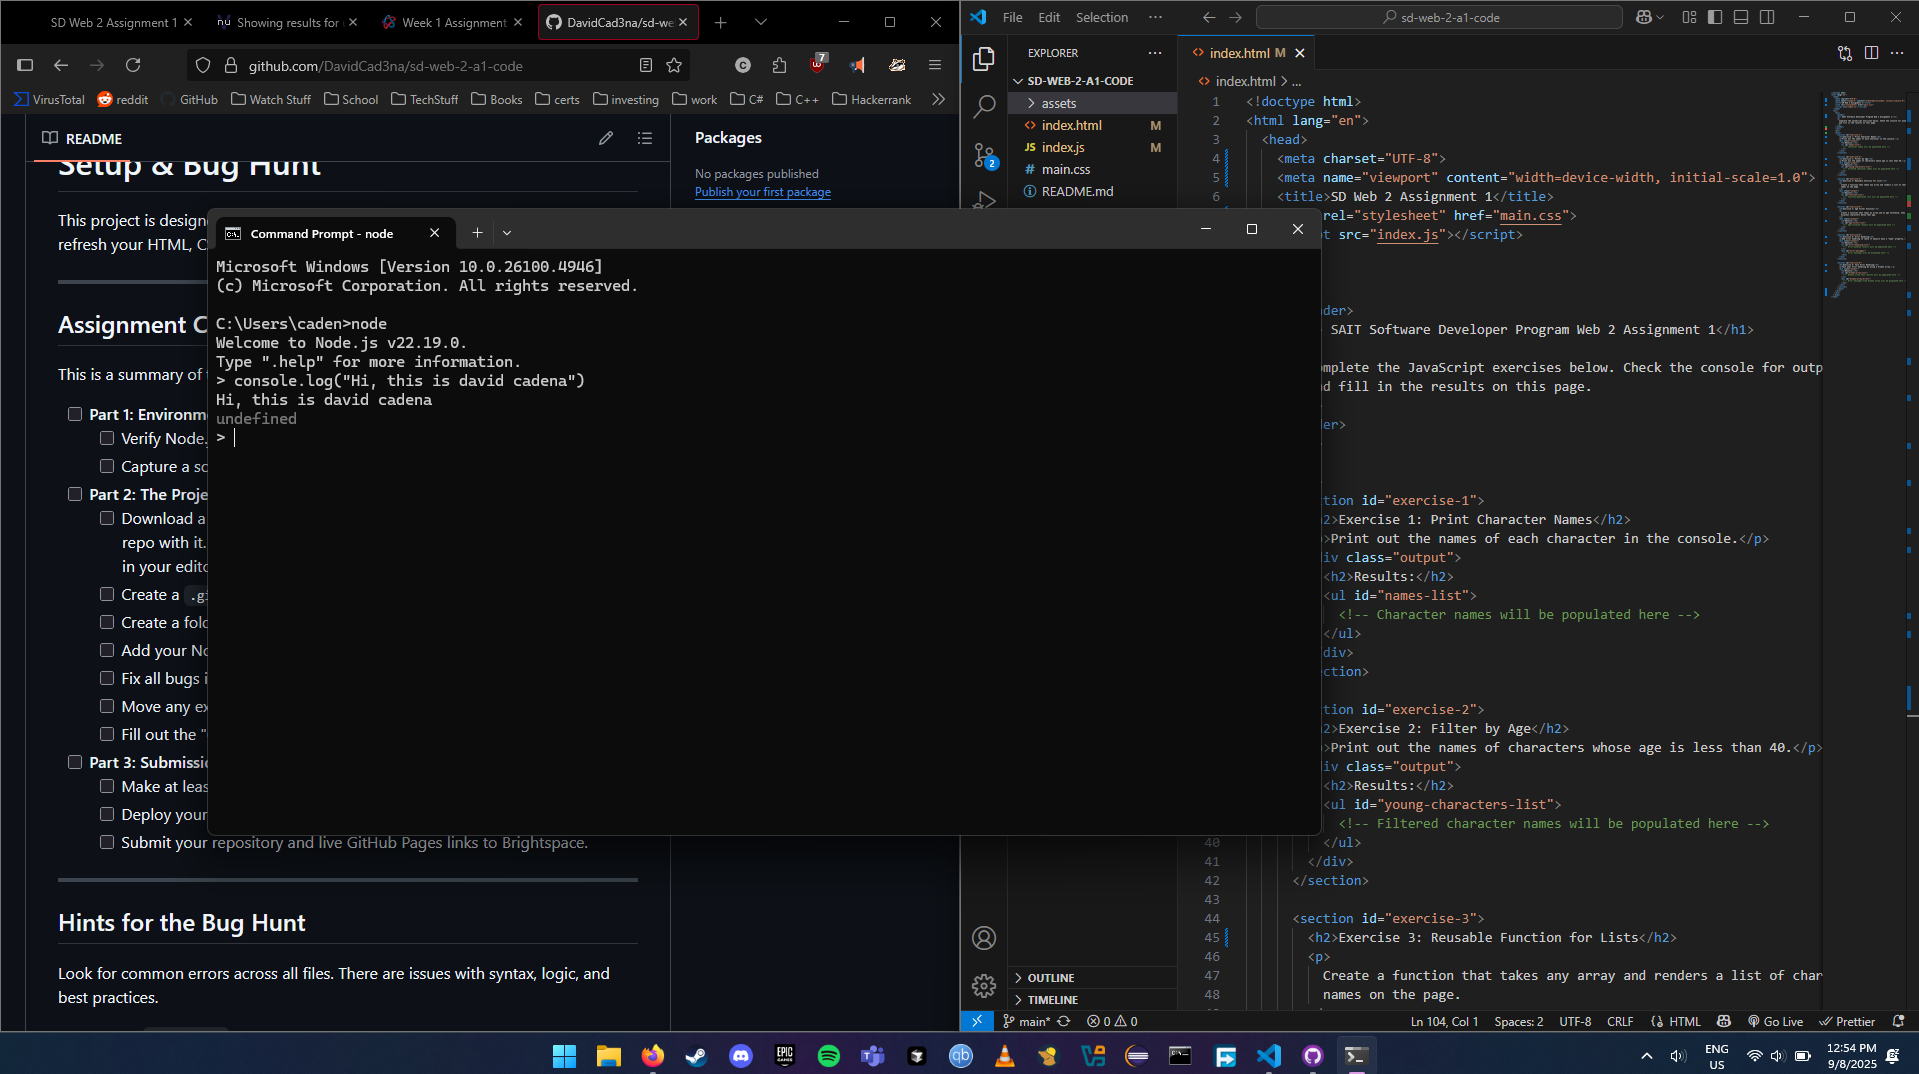 SD Web 2 Assignment 1
Showing results for
Week 1 Assignment
DavidCad3na/sd-we
github.com/DavidCad3na/sd-web-2-a1-code
7
VirusTotal
reddit
GitHub
Watch Stuff
School
TechStuff
Books
certs
investing
work
C#
C++
Hackerrank
README
Setup & Bug Hunt
This project is designe
refresh your HTML, C
Assignment C
This is a summary of
Part 1: Environm
Verify Node.
Capture a sc
Part 2: The Proje
Download a
repo with it.
in your edito
Create a .gi
Create a fold
Add your No
Fix all bugs i
Move any ex
Fill out the "
Part 3: Submissio
Make at leas
Deploy your
Submit your repository and live GitHub Pages links to Brightspace.
Hints for the Bug Hunt
Look for common errors across all files. There are issues with syntax, logic, and
best practices.
Packages
No packages published
Publish your first package
Command Prompt - node
Microsoft Windows [Version 10.0.26100.4946]
(c) Microsoft Corporation. All rights reserved.
C:\Users\caden>node
Welcome to Node.js v22.19.0.
Type ".help" for more information.
> console.log("Hi, this is david cadena")
Hi, this is david cadena
undefined
>
File Edit Selection ···
sd-web-2-a1-code
EXPLORER
SD-WEB-2-A1-CODE
assets
index.html M
JS index.js M
# main.css
README.md
2
OUTLINE
TIMELINE
index.html M
index.html > ...
1 <!doctype html>
2 <html lang="en">
3 <head>
4 <meta charset="UTF-8">
5 <meta name="viewport" content="width=device-width, initial-scale=1.0">
6 <title>SD Web 2 Assignment 1</title>
rel="stylesheet" href="main.css">
t src="index.js"></script>
der>
SAIT Software Developer Program Web 2 Assignment 1</h1>
mplete the JavaScript exercises below. Check the console for outp
nd fill in the results on this page.
der>
tion id="exercise-1">
2>Exercise 1: Print Character Names</h2>
>Print out the names of each character in the console.</p>
iv class="output">
<h2>Results:</h2>
<ul id="names-list">
<!-- Character names will be populated here -->
</ul>
div>
ction>
tion id="exercise-2">
2>Exercise 2: Filter by Age</h2>
>Print out the names of characters whose age is less than 40.</p>
iv class="output">
<h2>Results:</h2>
<ul id="young-characters-list">
<!-- Filtered character names will be populated here -->
40 </ul>
41 </div>
42 </section>
43
44 <section id="exercise-3">
45 <h2>Exercise 3: Reusable Function for Lists</h2>
46 <p>
47 Create a function that takes any array and renders a list of char
48 names on the page.
main* 0 0
Ln 104, Col 1 Spaces: 2 UTF-8 CRLF HTML Go Live Prettier
EPIC GAMES
qb
ENG
US
12:54 PM
9/8/2025